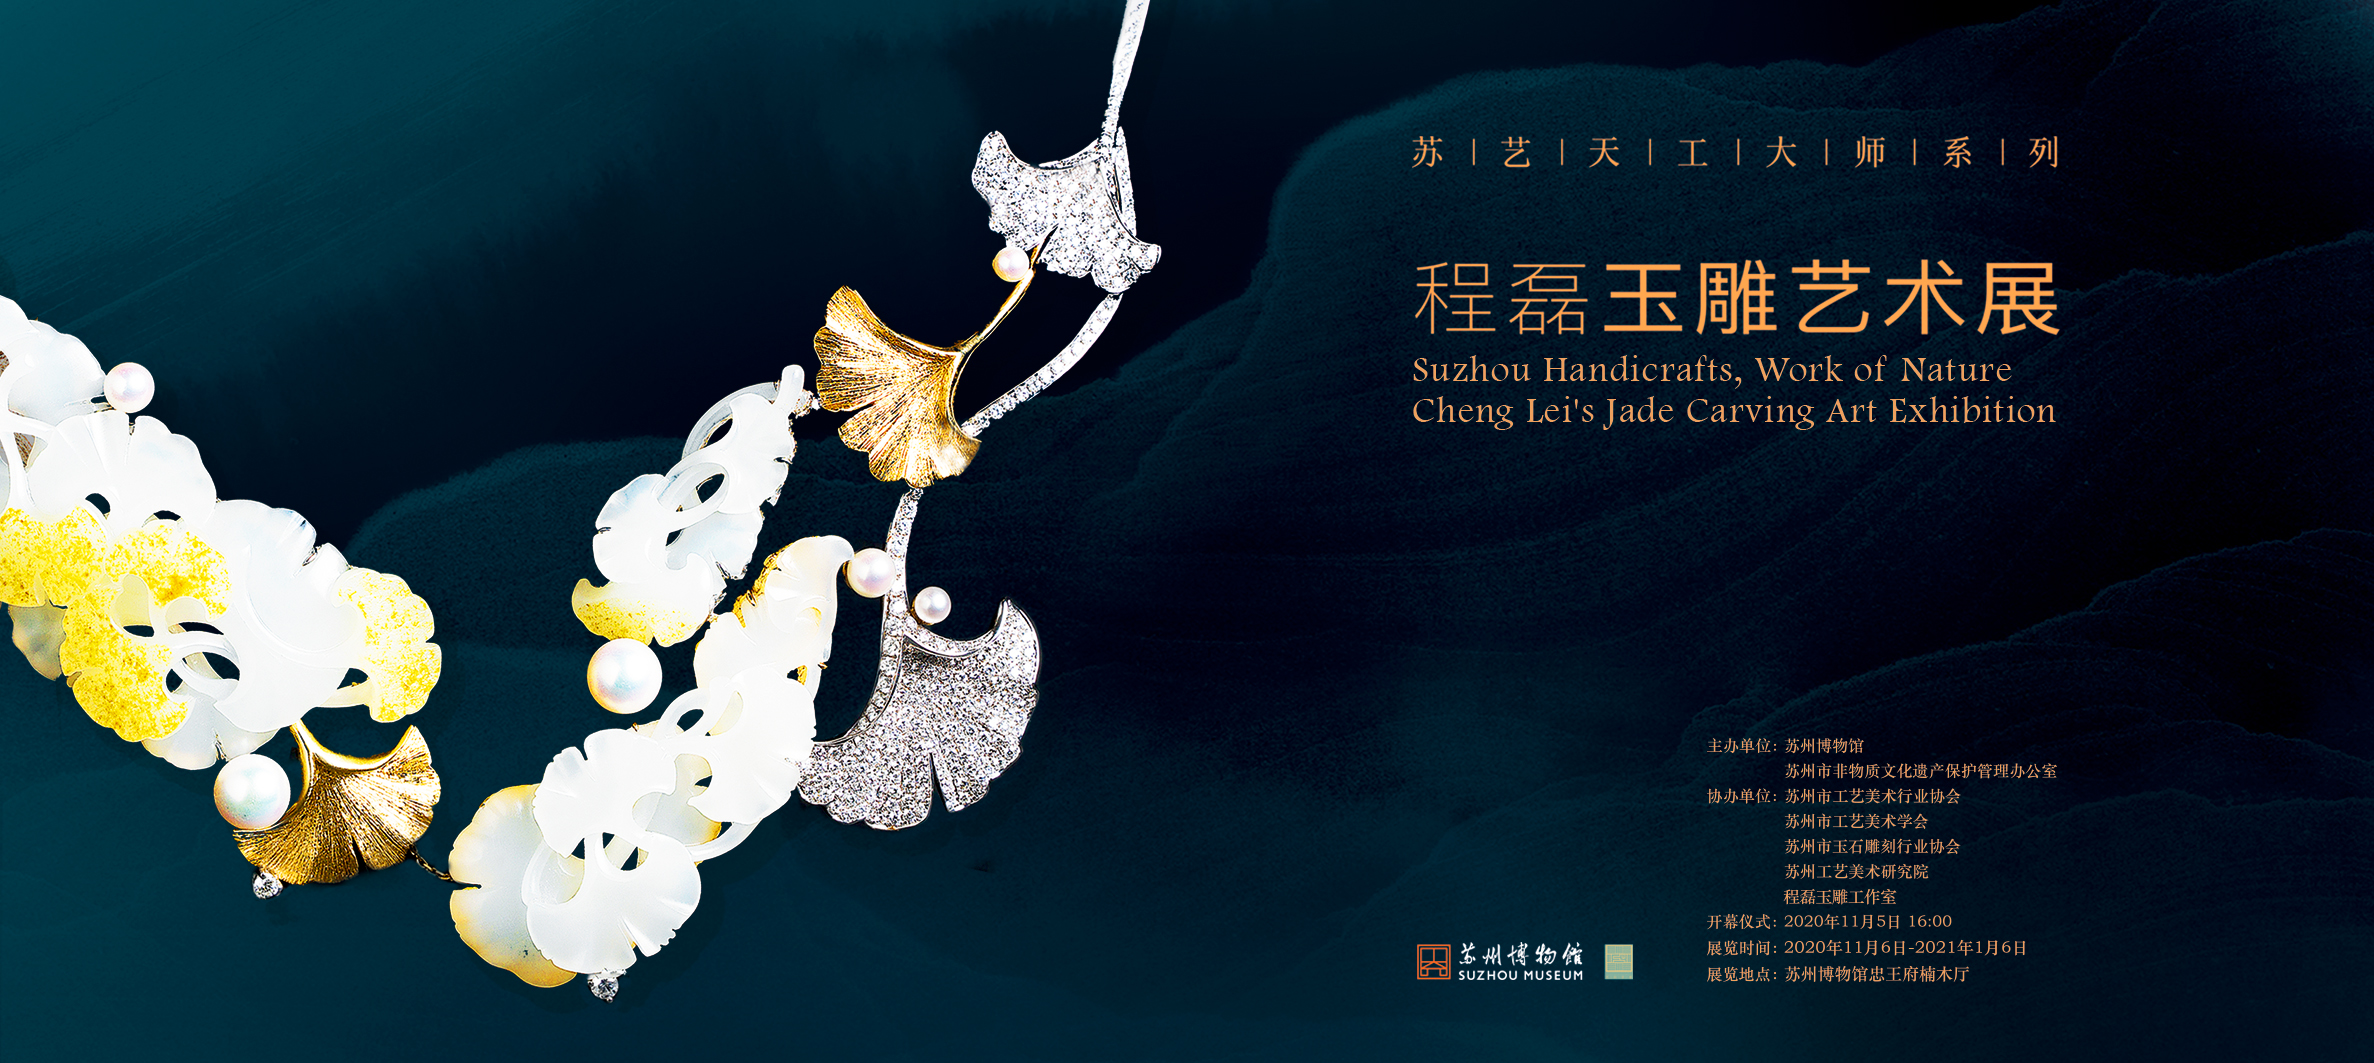 苏｜艺｜天｜工｜大｜师｜系｜列
程磊玉雕艺术展
Suzhou Handicrafts, Work of Nature
Cheng Lei's Jade Carving Art Exhibition
主办单位：苏州博物馆
苏州市非物质文化遗产保护管理办公室
协办单位：苏州市工艺美术行业协会
苏州市工艺美术学会
苏州市玉石雕刻行业协会
苏州工艺美术研究院
程磊玉雕工作室
开幕仪式：2020年11月5日 16:00
展览时间：2020年11月6日-2021年1月6日
展览地点：苏州博物馆忠王府楠木厅
苏州博物馆
SUZHOU MUSEUM